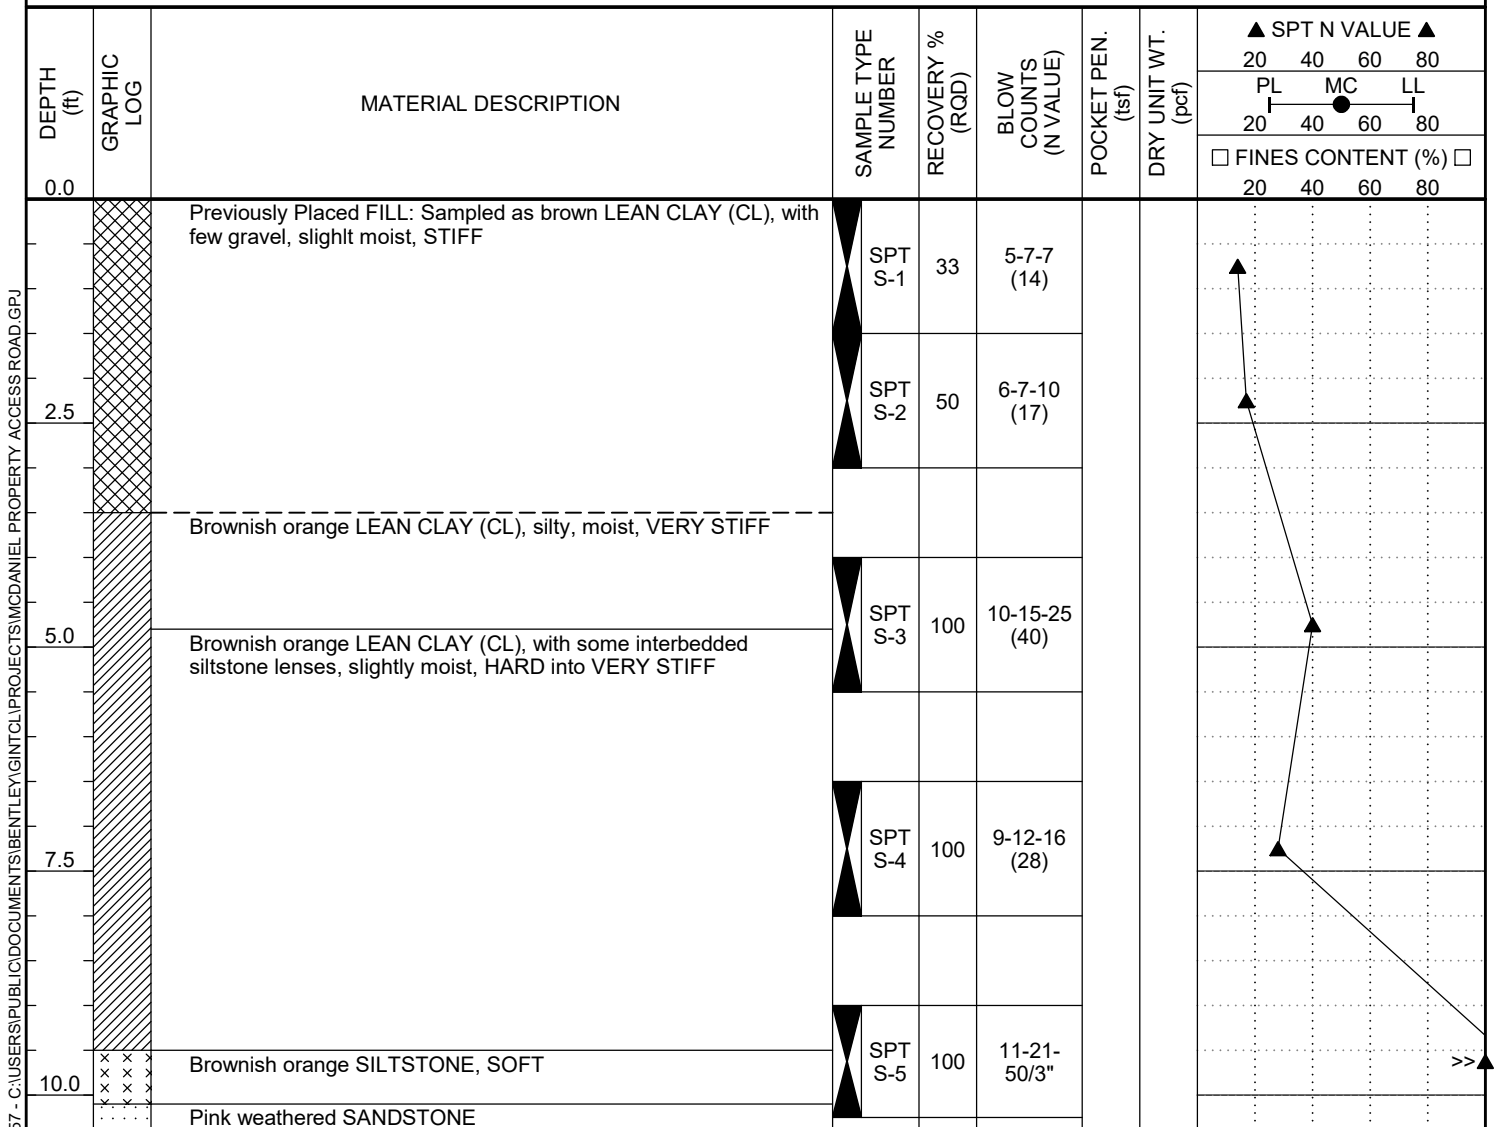 DEPTH
(ft)
GRAPHIC
LOG
MATERIAL DESCRIPTION
SAMPLE TYPE
NUMBER
RECOVERY %
(RQD)
BLOW
COUNTS
(N VALUE)
POCKET PEN.
(tsf)
DRY UNIT WT.
(pcf)
▲ SPT N VALUE ▲
20 40 60 80
PL MC LL
20 40 60 80
□ FINES CONTENT (%) □
20 40 60 80
0.0
Previously Placed FILL: Sampled as brown LEAN CLAY (CL), with
few gravel, slighlt moist, STIFF
SPT
S-1
33
5-7-7
(14)
2.5
SPT
S-2
50
6-7-10
(17)
Brownish orange LEAN CLAY (CL), silty, moist, VERY STIFF
5.0
Brownish orange LEAN CLAY (CL), with some interbedded
siltstone lenses, slightly moist, HARD into VERY STIFF
SPT
S-3
100
10-15-25
(40)
7.5
SPT
S-4
100
9-12-16
(28)
Brownish orange SILTSTONE, SOFT
SPT
S-5
100
11-21-
50/3"
>>
10.0
Pink weathered SANDSTONE
57 - C:\USERS\PUBLIC\DOCUMENTS\BENTLEY\GINTCL\PROJECTS\MCDANIEL PROPERTY ACCESS ROAD.GPJ